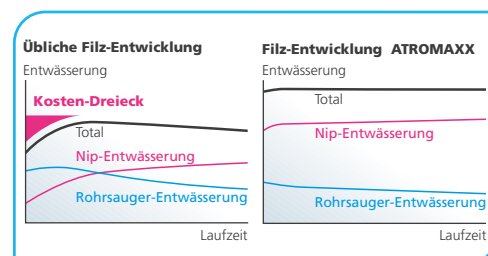 Übliche Filz-Entwicklung
Entwässerung
Kosten-Dreieck
Total
Nip-Entwässerung
Rohrsauger-Entwässerung
Laufzeit
Filz-Entwicklung ATROMAXX
Entwässerung
Total
Nip-Entwässerung
Rohrsauger-Entwässerung
Laufzeit